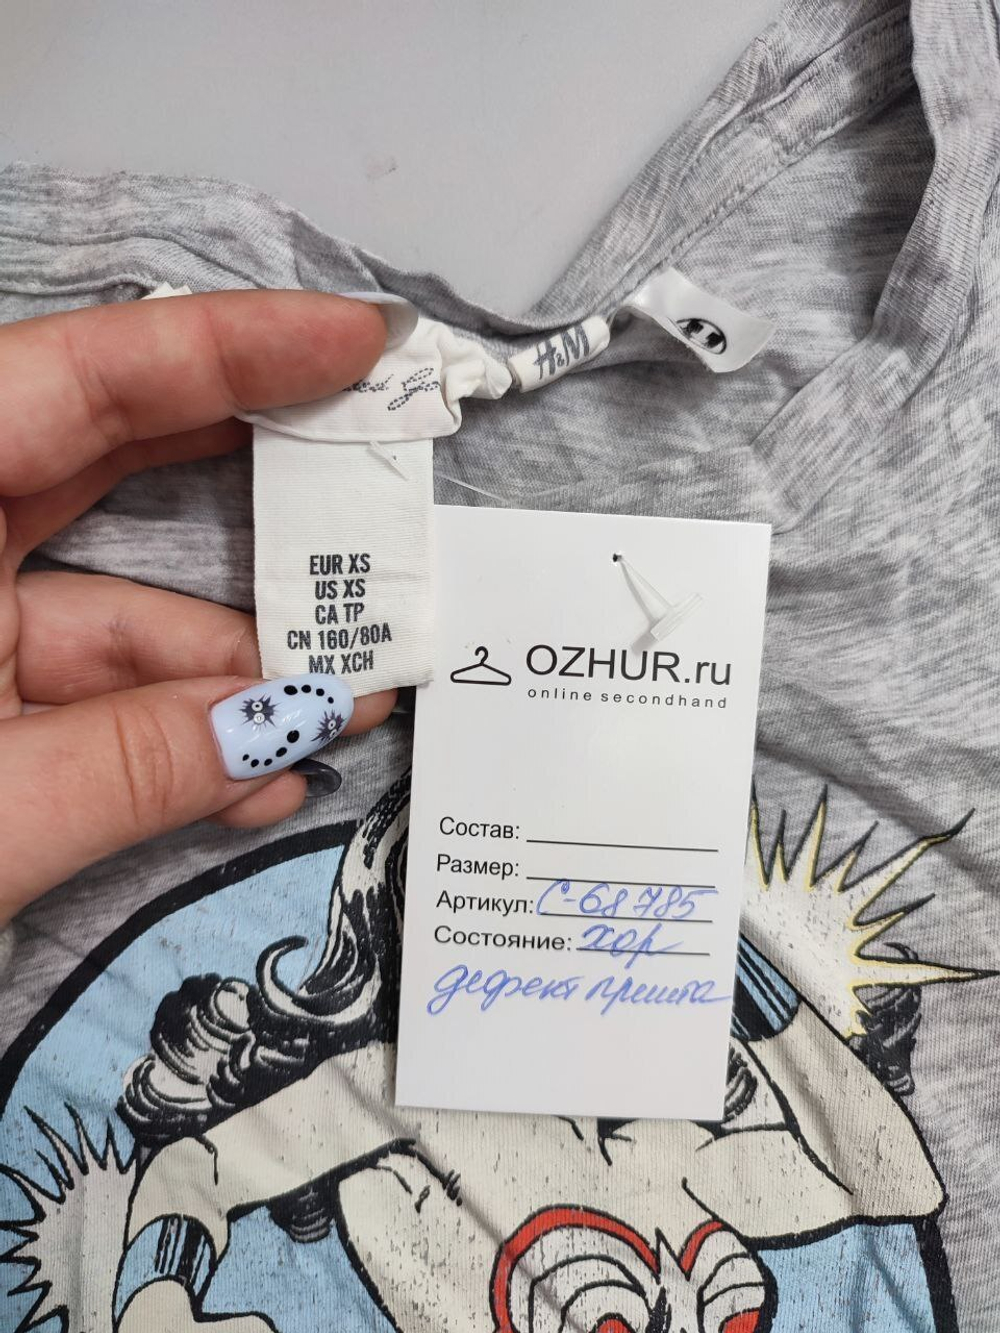 H&M
EUR XS
US XS
CA TP
CN 160/80A
MX XCH
OZHUR.ru
online secondhand
Состав:
Размер:
Артикул: С-68785
Состояние: хор
дефект принта